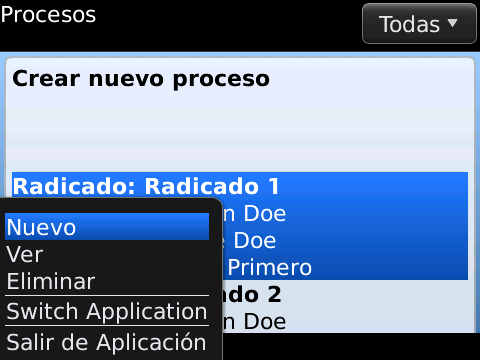 Procesos
Todas
Crear nuevo proceso
Radicado: Radicado 1
n Doe
Doe
Primero
do 2
n Doe
Nuevo
Ver
Eliminar
Switch Application
Salir de Aplicación